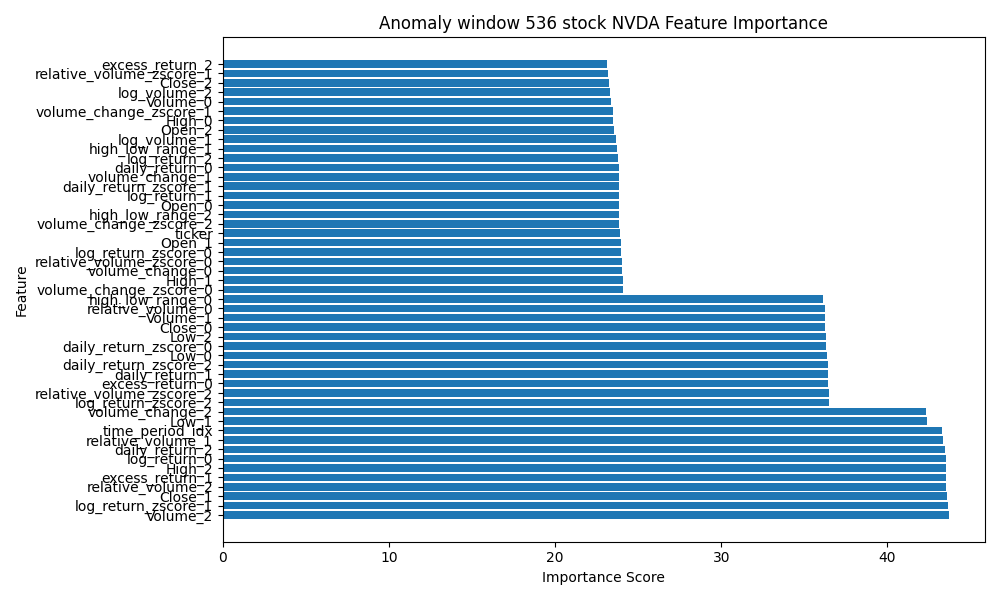 Anomaly window 536 stock NVDA Feature Importance
excess_return_2
relative_volume_zscore_1
Close_2
log_volume_2
Volume_0
volume_change_zscore_1
High_0
Open_2
log_volume_1
high_low_range_1
log_return_2
daily_return_0
volume_change_1
daily_return_zscore_1
log_return_1
Open_0
high_low_range_2
volume_change_zscore_2
ticker
Open_1
log_return_zscore_0
relative_volume_zscore_0
volume_change_0
High_1
volume_change_zscore_0
high_low_range_0
relative_volume_0
Volume_1
Close_0
Low_2
daily_return_zscore_0
Low_0
daily_return_zscore_2
daily_return_1
excess_return_0
relative_volume_zscore_2
log_return_zscore_2
volume_change_2
Low_1
time_period_idx
relative_volume_1
daily_return_2
log_return_0
High_2
excess_return_1
relative_volume_2
Close_1
log_return_zscore_1
Volume_2
Feature
0 10 20 30 40
Importance Score